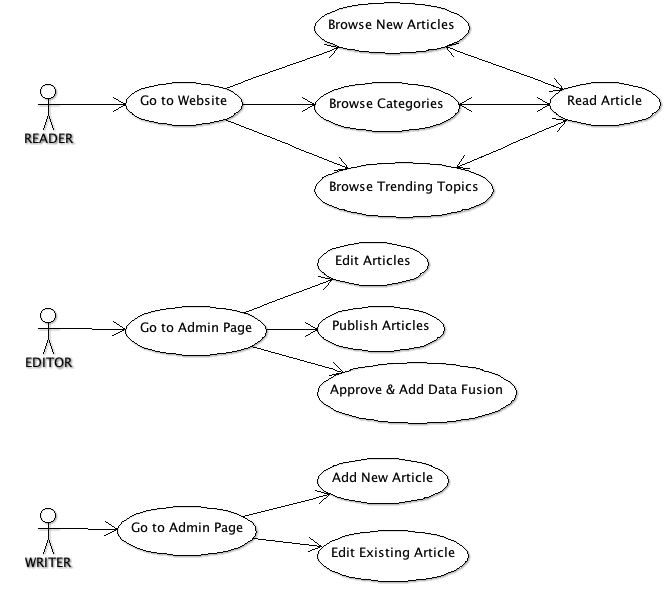 Browse New Articles
Go to Website
Browse Categories
Read Article
READER
Browse Trending Topics
Edit Articles
Go to Admin Page
Publish Articles
EDITOR
Approve & Add Data Fusion
Add New Article
Go to Admin Page
Edit Existing Article
WRITER